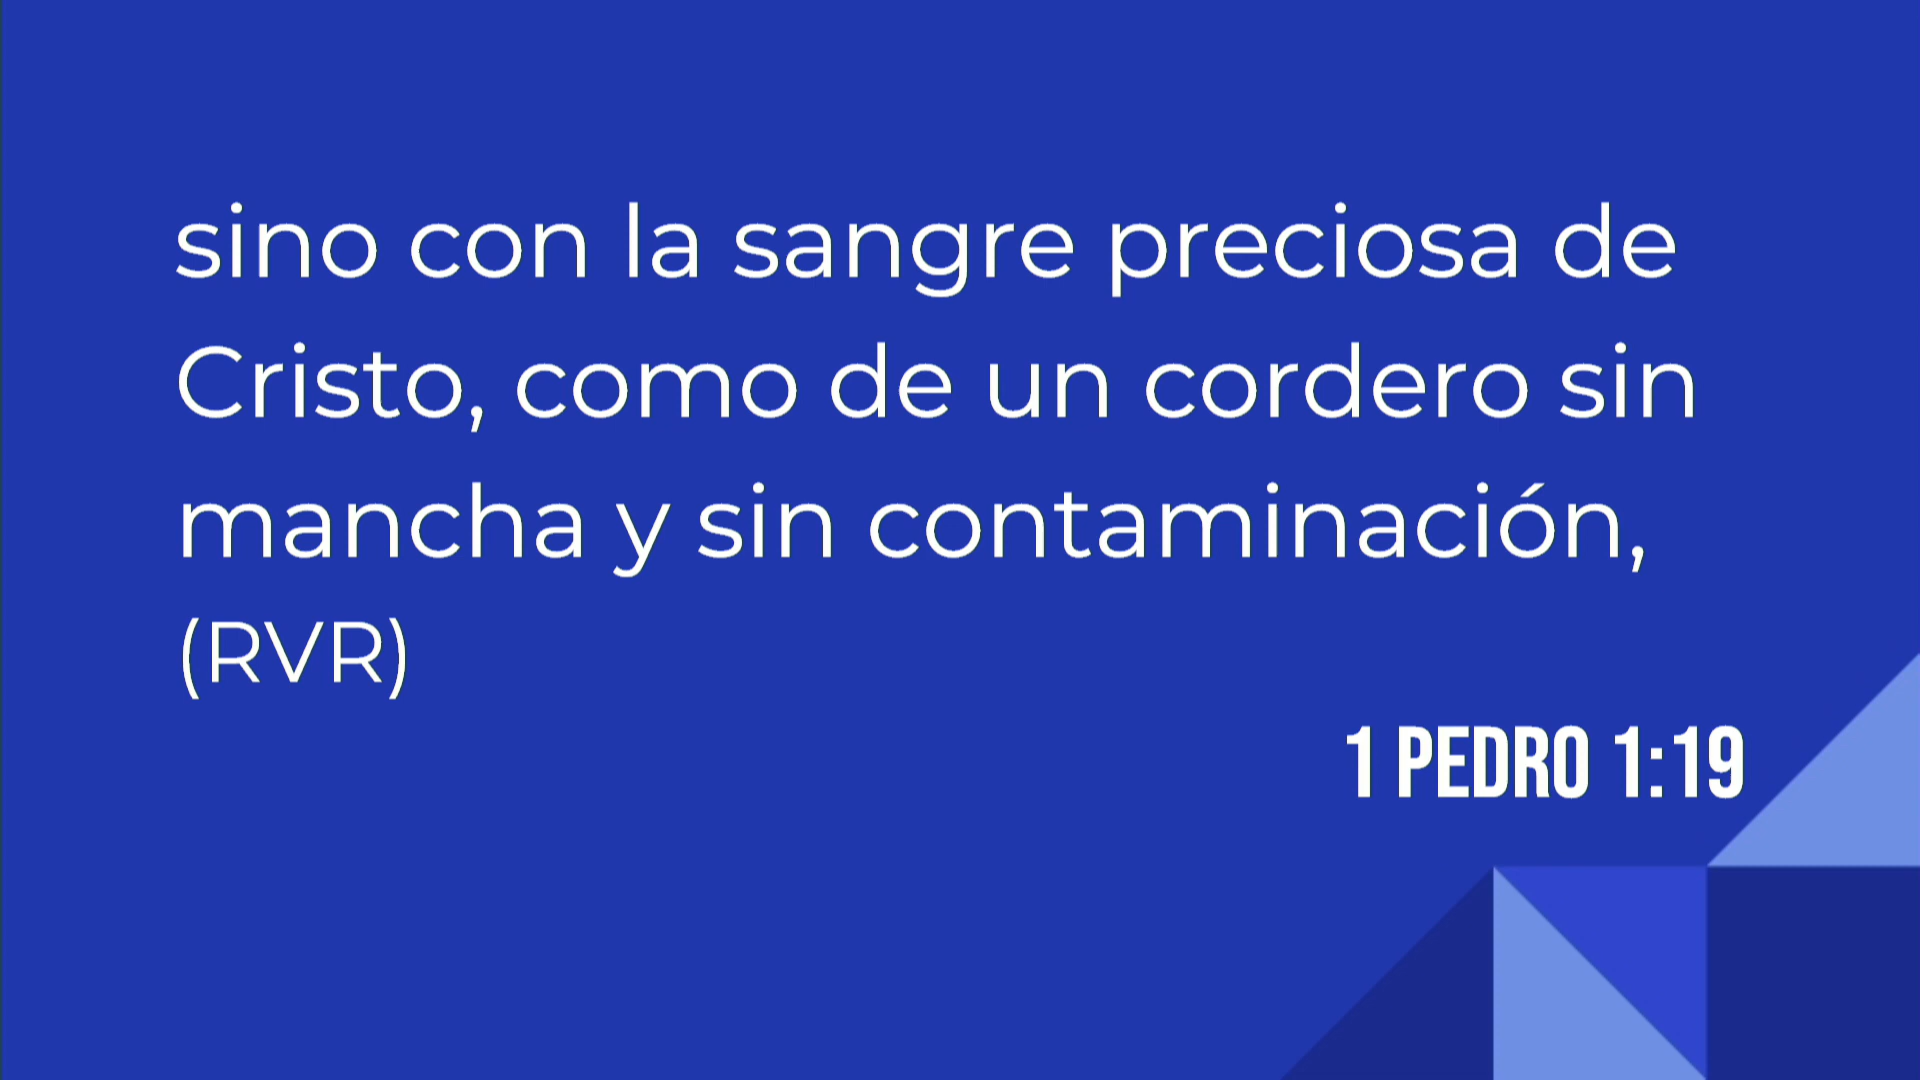 sino con la sangre preciosa de
Cristo, como de un cordero sin
mancha y sin contaminación,
(RVR)
1 PEDRO 1:19